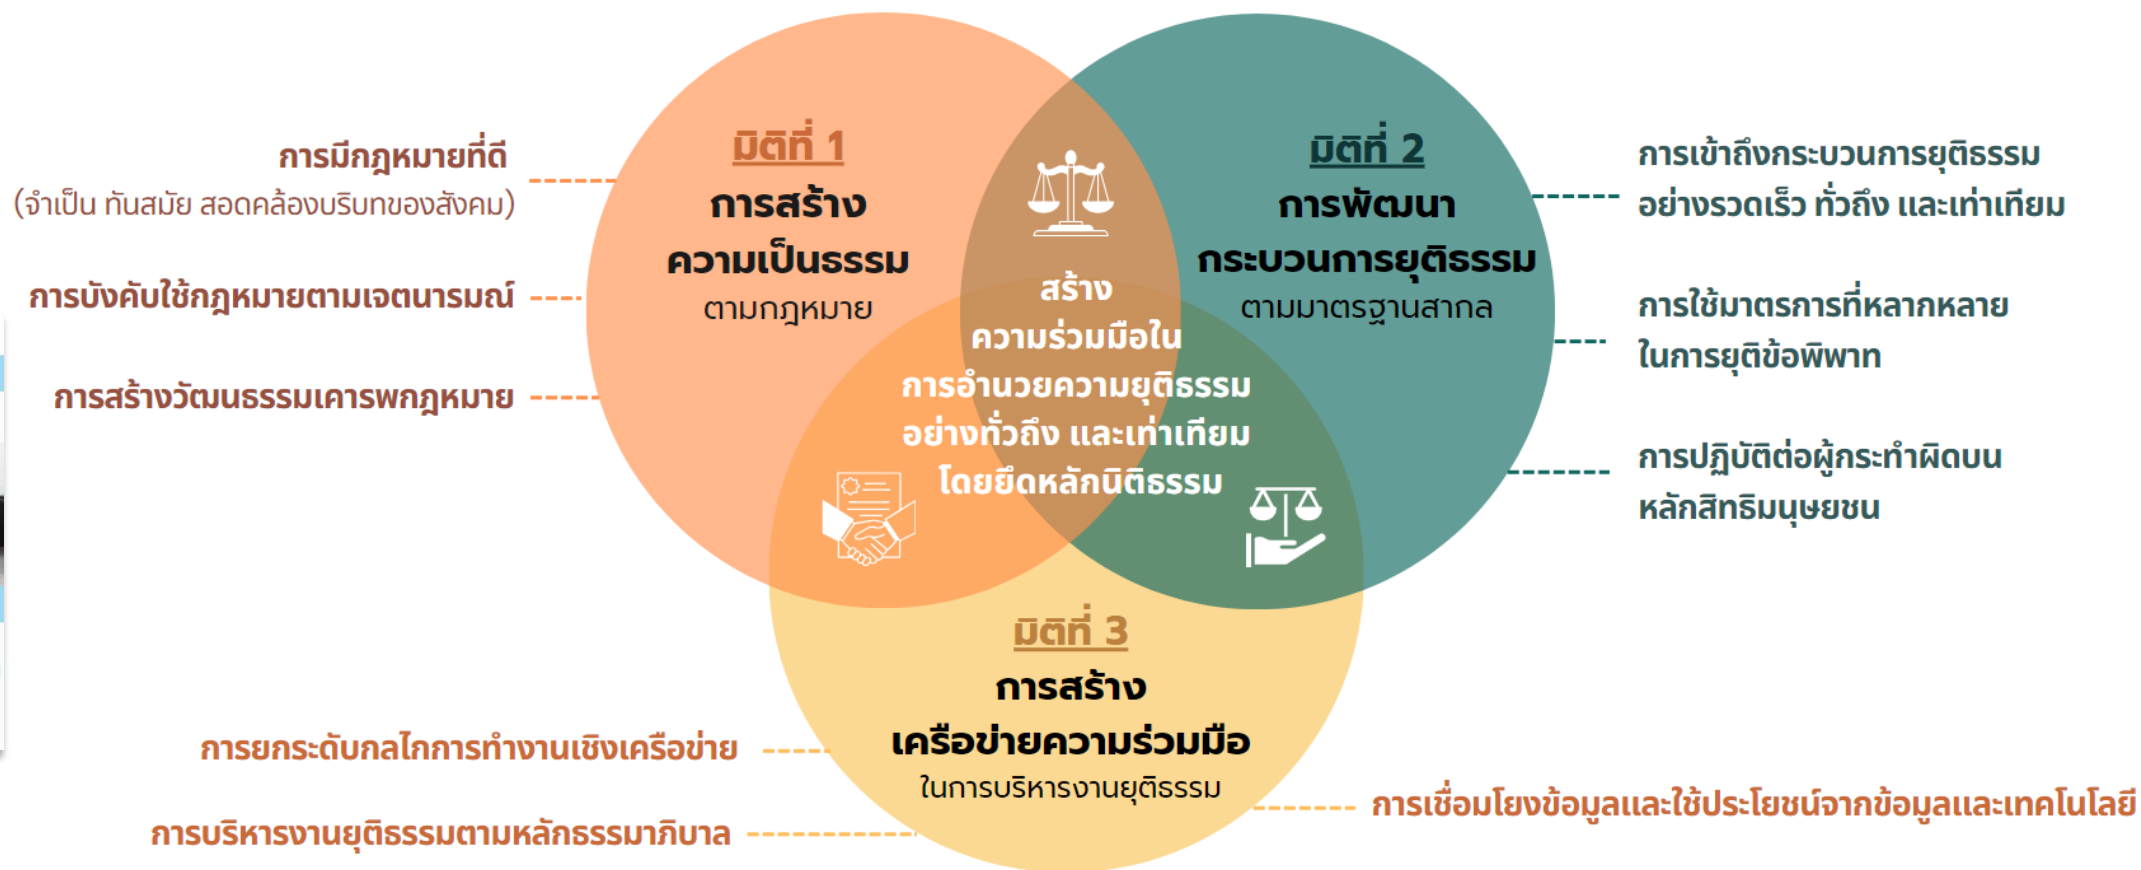 มิติที่ 1
การสร้าง
ความเป็นธรรม
ตามกฎหมาย
การมีกฎหมายที่ดี
(จำเป็น ทันสมัย สอดคล้องบริบทของสังคม)
การบังคับใช้กฎหมายตามเจตนารมณ์
การสร้างวัฒนธรรมเคารพกฎหมาย
มิติที่ 2
การพัฒนา
กระบวนการยุติธรรม
ตามมาตรฐานสากล
การเข้าถึงกระบวนการยุติธรรม
อย่างรวดเร็ว ทั่วถึง และเท่าเทียม
การใช้มาตรการที่หลากหลาย
ในการยุติข้อพิพาท
การปฏิบัติต่อผู้กระทำผิดบน
หลักสิทธิมนุษยชน
สร้าง
ความร่วมมือใน
การอำนวยความยุติธรรม
อย่างทั่วถึง และเท่าเทียม
โดยยึดหลักนิติธรรม
มิติที่ 3
การสร้าง
เครือข่ายความร่วมมือ
ในการบริหารงานยุติธรรม
การยกระดับกลไกการทำงานเชิงเครือข่าย
การบริหารงานยุติธรรมตามหลักธรรมาภิบาล
การเชื่อมโยงข้อมูลและใช้ประโยชน์จากข้อมูลและเทคโนโลยี